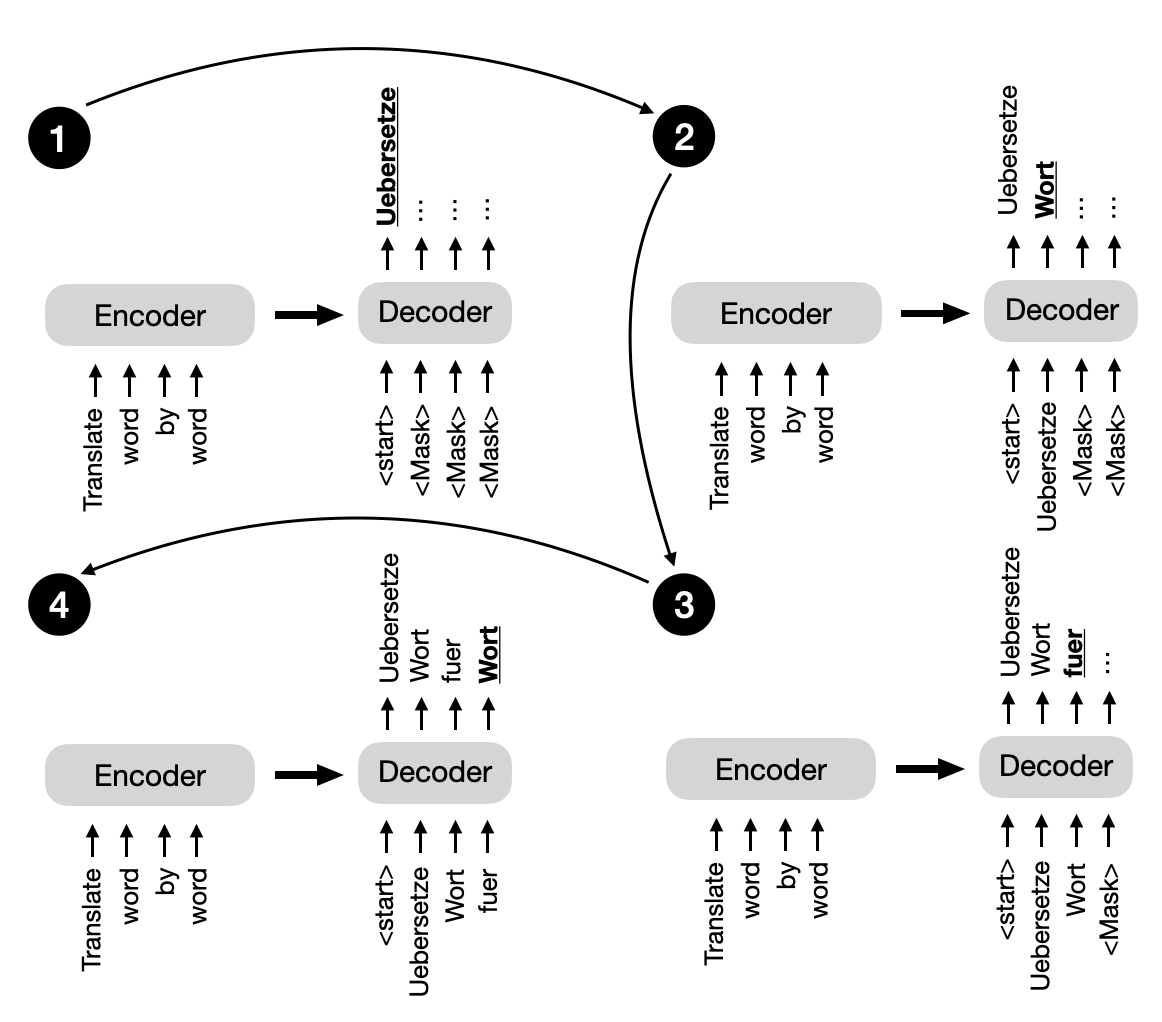 1
Uebersetze
...
...
...
Encoder
Decoder
Translate
word
by
word
<start>
<Mask>
<Mask>
<Mask>
2
Uebersetze
Wort
...
...
Encoder
Decoder
Translate
word
by
word
<start>
Uebersetze
<Mask>
<Mask>
3
Uebersetze
Wort
fuer
...
Encoder
Decoder
Translate
word
by
word
<start>
Uebersetze
Wort
<Mask>
4
Uebersetze
Wort
fuer
Wort
Encoder
Decoder
Translate
word
by
word
<start>
Uebersetze
Wort
fuer